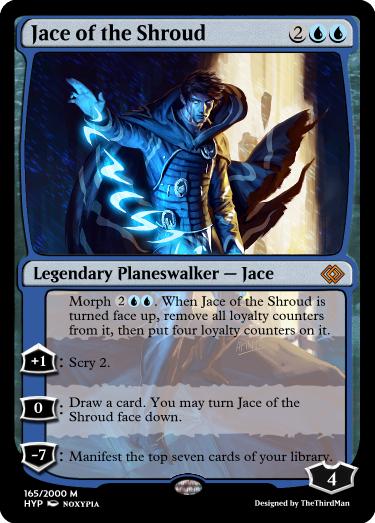 Jace of the Shroud 2
Legendary Planeswalker — Jace
Morph 2. When Jace of the Shroud is
turned face up, remove all loyalty counters
from it, then put four loyalty counters on it.
+1: Scry 2.
0: Draw a card. You may turn Jace of the
Shroud face down.
-7: Manifest the top seven cards of your library.
4
165/2000 M
HYP NOXYPIA
Designed by TheThirdMan